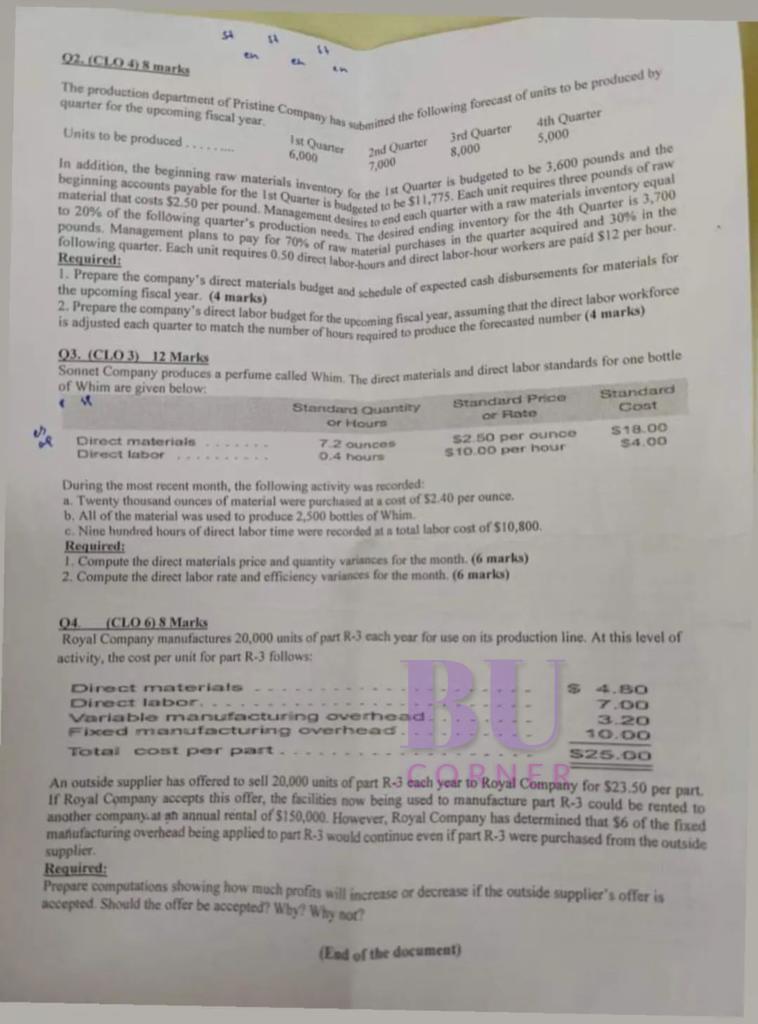 st st st
en en en
Q2. (CLO 4) 8 marks
The production department of Pristine Company has submitted the following forecast of units to be produced by
quarter for the upcoming fiscal year.
1st Quarter 2nd Quarter 3rd Quarter 4th Quarter
Units to be produced ......... 6,000 7,000 8,000 5,000
In addition, the beginning raw materials inventory for the 1st Quarter is budgeted to be 3,600 pounds and the
beginning accounts payable for the 1st Quarter is budgeted to be $11,775. Each unit requires three pounds of raw
material that costs $2.50 per pound. Management desires to end each quarter with a raw materials inventory equal
to 20% of the following quarter's production needs. The desired ending inventory for the 4th Quarter is 3,700
pounds. Management plans to pay for 70% of raw material purchases in the quarter acquired and 30% in the
following quarter. Each unit requires 0.50 direct labor-hours and direct labor-hour workers are paid $12 per hour.
Required:
1. Prepare the company's direct materials budget and schedule of expected cash disbursements for materials for
the upcoming fiscal year. (4 marks)
2. Prepare the company's direct labor budget for the upcoming fiscal year, assuming that the direct labor workforce
is adjusted each quarter to match the number of hours required to produce the forecasted number (4 marks)
Q3. (CLO 3) 12 Marks
Sonnet Company produces a perfume called Whim. The direct materials and direct labor standards for one bottle
of Whim are given below:
Standard Quantity or Hours Standard Price or Rate Standard Cost
Direct materials ....... 7.2 ounces $2.50 per ounce $18.00
Direct labor .......... 0.4 hours $10.00 per hour $4.00
During the most recent month, the following activity was recorded:
a. Twenty thousand ounces of material were purchased at a cost of $2.40 per ounce.
b. All of the material was used to produce 2,500 bottles of Whim.
c. Nine hundred hours of direct labor time were recorded at a total labor cost of $10,800.
Required:
1. Compute the direct materials price and quantity variances for the month. (6 marks)
2. Compute the direct labor rate and efficiency variances for the month. (6 marks)
Q4. (CLO 6) 8 Marks
Royal Company manufactures 20,000 units of part R-3 each year for use on its production line. At this level of
activity, the cost per unit for part R-3 follows:
Direct materials $ 4.80
Direct labor. 7.00
Variable manufacturing overhead. 3.20
Fixed manufacturing overhead. 10.00
Total cost per part $25.00
BU
CORNER
An outside supplier has offered to sell 20,000 units of part R-3 each year to Royal Company for $23.50 per part.
If Royal Company accepts this offer, the facilities now being used to manufacture part R-3 could be rented to
another company.at an annual rental of $150,000. However, Royal Company has determined that $6 of the fixed
manufacturing overhead being applied to part R-3 would continue even if part R-3 were purchased from the outside
supplier.
Required:
Prepare computations showing how much profits will increase or decrease if the outside supplier's offer is
accepted. Should the offer be accepted? Why? Why not?
(End of the document)